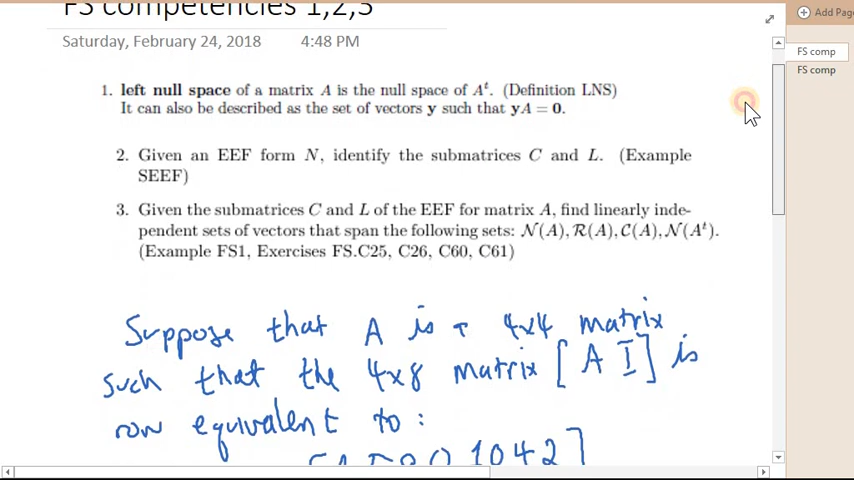 FS competencies 1,2,3
Saturday, February 24, 2018 4:48 PM
Add Page
FS comp
FS comp
1. left null space of a matrix A is the null space of Aᵗ. (Definition LNS)
It can also be described as the set of vectors y such that yA = 0.
2. Given an EEF form N, identify the submatrices C and L. (Example
SEEF)
3. Given the submatrices C and L of the EEF for matrix A, find linearly inde-
pendent sets of vectors that span the following sets: N(A), R(A), C(A), N(Aᵗ).
(Example FS1, Exercises FS.C25, C26, C60, C61)
Suppose that A is a 4x4 matrix
such that the 4x8 matrix [A I] is
row equivalent to:
1 0 4 2]